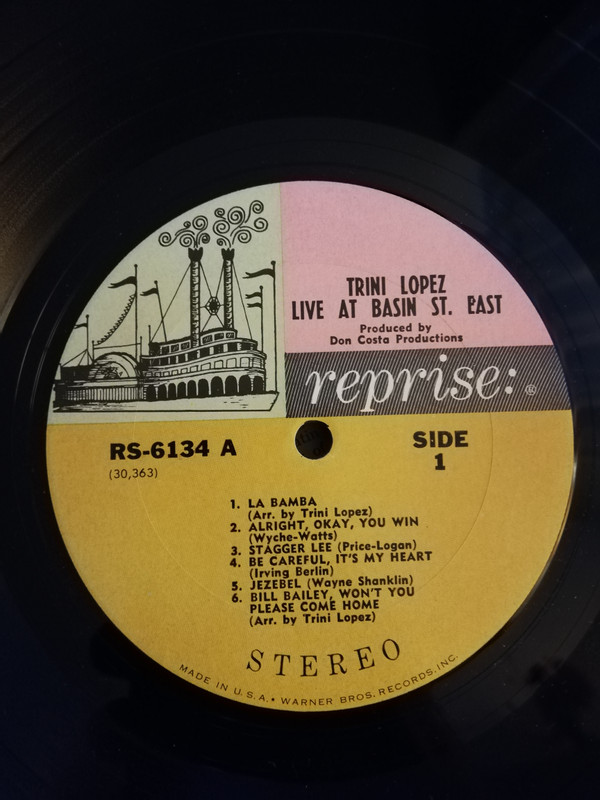 TRINI LOPEZ
LIVE AT BASIN ST. EAST
Produced by
Don Costa Productions
reprise: ®
RS-6134 A
(30,363)
SIDE
1
1. LA BAMBA
(Arr. by Trini Lopez)
2. ALRIGHT, OKAY, YOU WIN
(Wyche-Watts)
3. STAGGER LEE (Price-Logan)
4. BE CAREFUL, IT'S MY HEART
(Irving Berlin)
5. JEZEBEL (Wayne Shanklin)
6. BILL BAILEY, WON'T YOU
PLEASE COME HOME
(Arr. by Trini Lopez)
STEREO
MADE IN U.S.A. • WARNER BROS. RECORDS, INC.